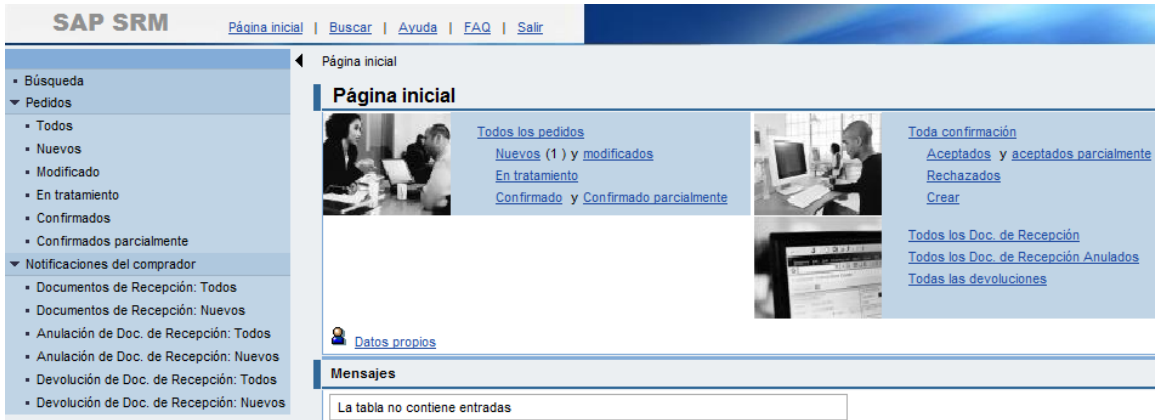 SAP SRM
Página inicial | Buscar | Ayuda | FAQ | Salir
Búsqueda
Pedidos
Todos
Nuevos
Modificado
En tratamiento
Confirmados
Confirmados parcialmente
Notificaciones del comprador
Documentos de Recepción: Todos
Documentos de Recepción: Nuevos
Anulación de Doc. de Recepción: Todos
Anulación de Doc. de Recepción: Nuevos
Devolución de Doc. de Recepción: Todos
Devolución de Doc. de Recepción: Nuevos
Página inicial
Página inicial
Todos los pedidos
Nuevos (1 ) y modificados
En tratamiento
Confirmado y Confirmado parcialmente
Toda confirmación
Aceptados y aceptados parcialmente
Rechazados
Crear
Todos los Doc. de Recepción
Todos los Doc. de Recepción Anulados
Todas las devoluciones
Datos propios
Mensajes
La tabla no contiene entradas